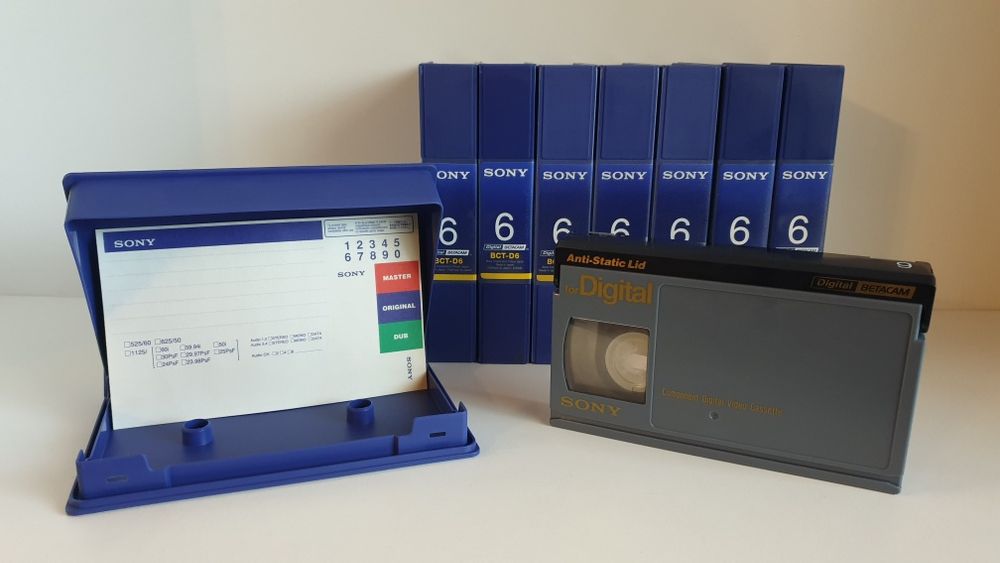 SONY
SONY
SONY
SONY
SONY
SONY
SONY
6
6
6
6
6
6
6
Digital BETACAM
BCT-D6
BCT-D6
SONY
1 2 3 4 5
6 7 8 9 0
SONY
MASTER
ORIGINAL
DUB
SONY
□525/60 □625/50
□1125/
□60i □59.94i □50i
□30PsF □29.97PsF □25PsF
□24PsF □23.98PsF
Anti-Static Lid
for Digital
Digital BETACAM
6
SONY
Component Digital Video Cassette